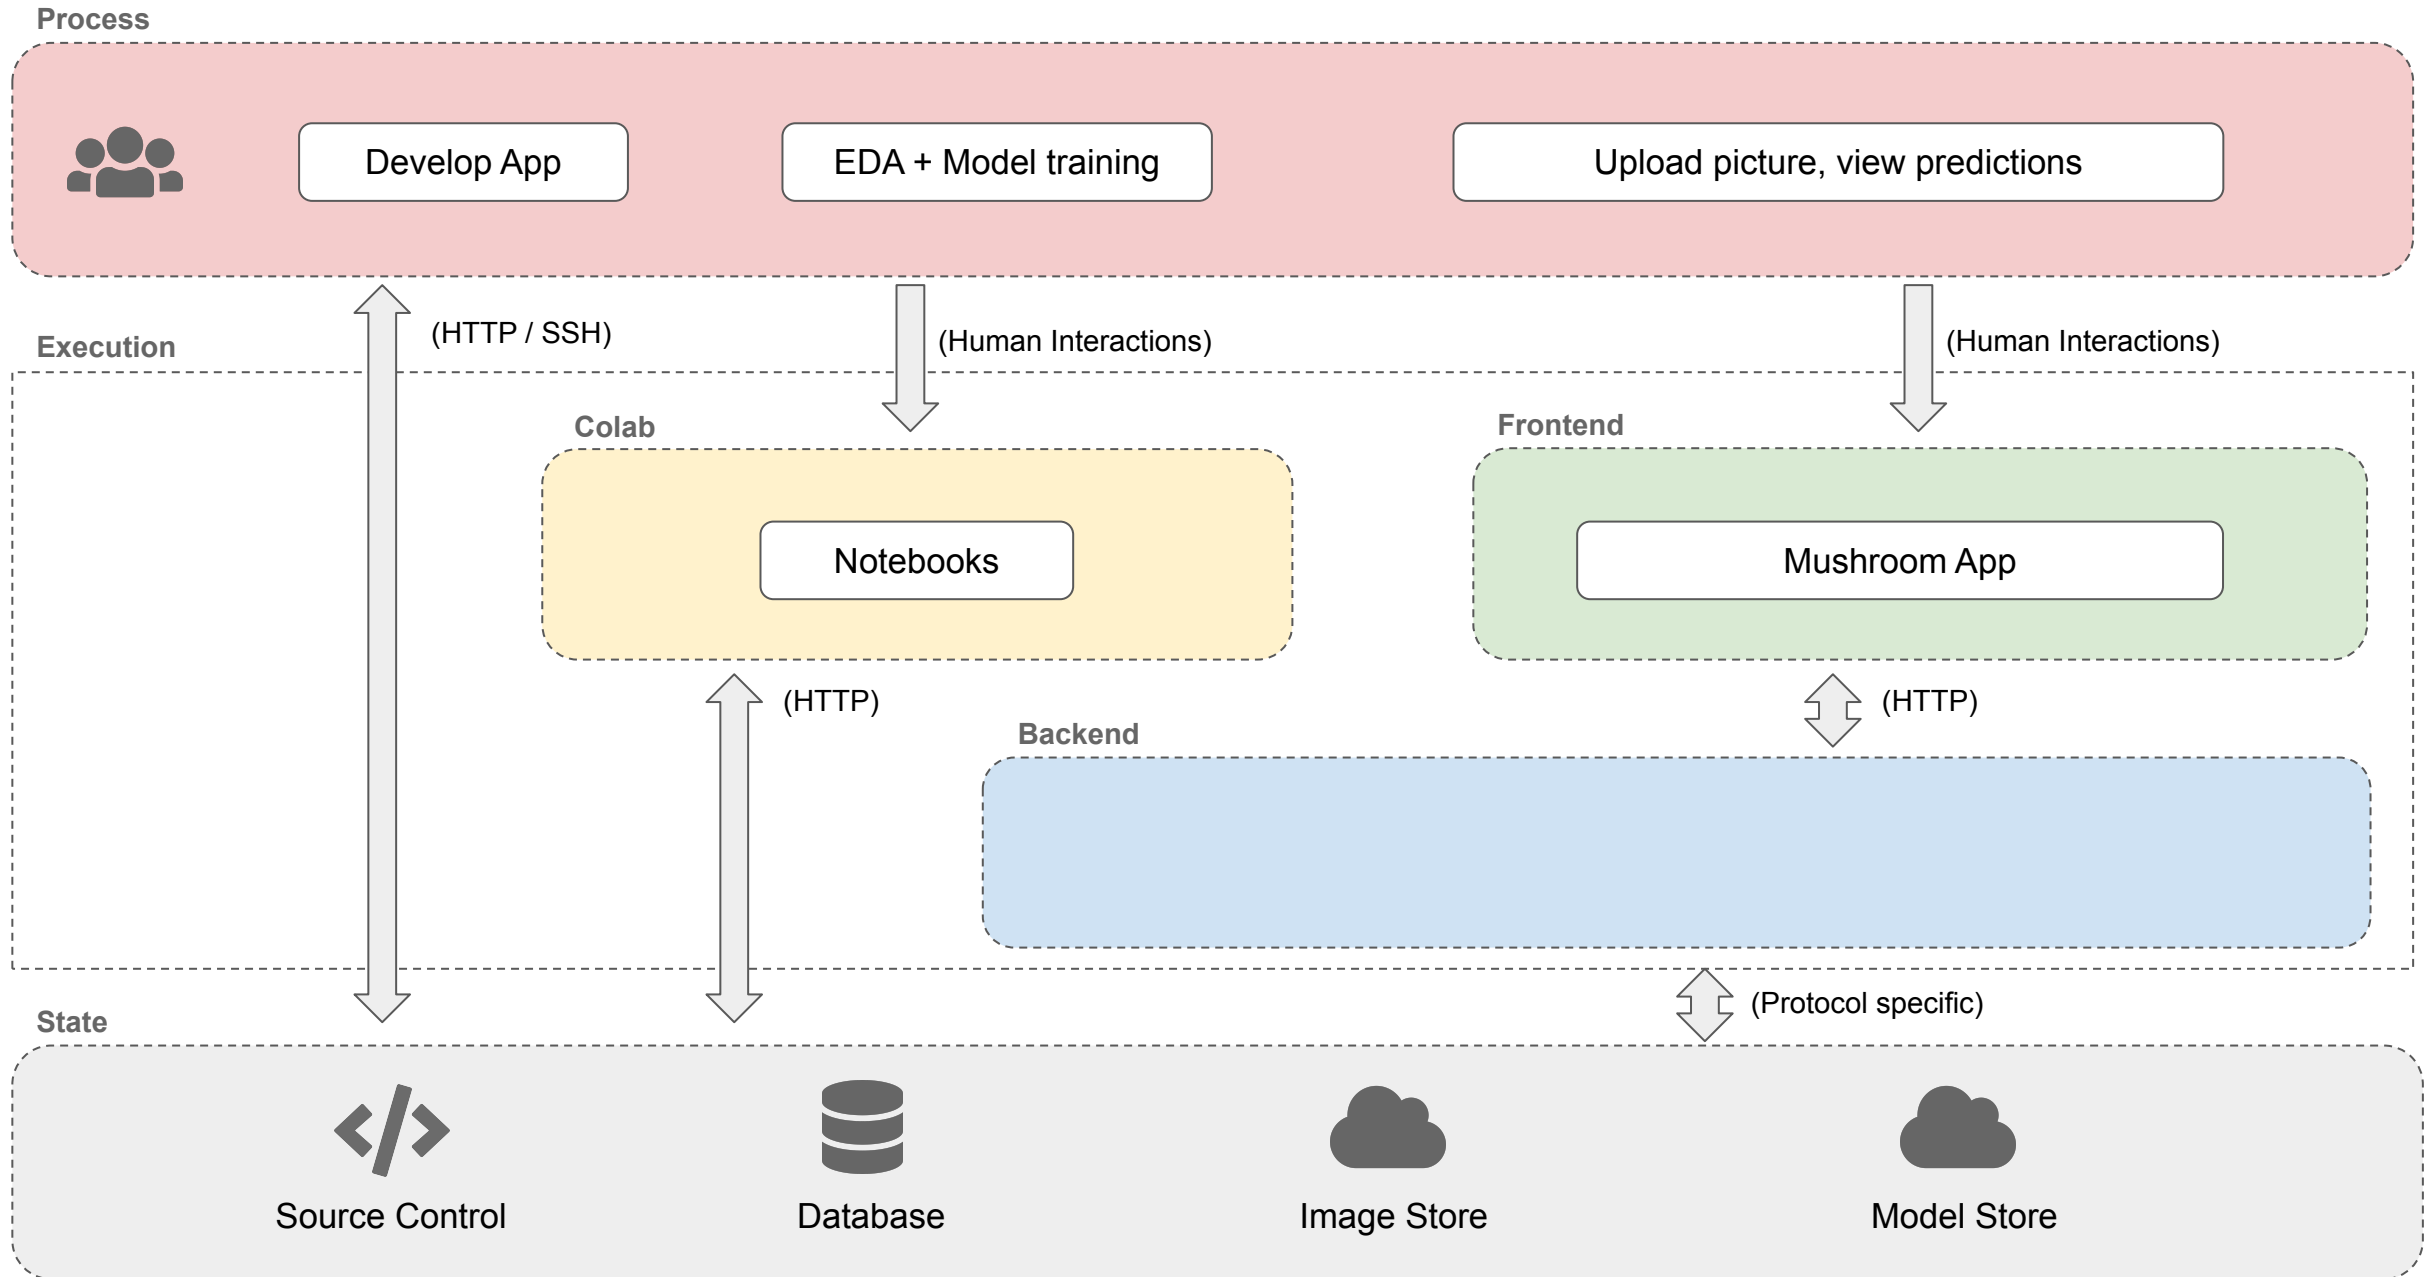 Process
Develop App
EDA + Model training
Upload picture, view predictions
(HTTP / SSH)
(Human Interactions)
(Human Interactions)
Execution
Colab
Frontend
Notebooks
Mushroom App
(HTTP)
(HTTP)
Backend
(Protocol specific)
State
Source Control
Database
Image Store
Model Store